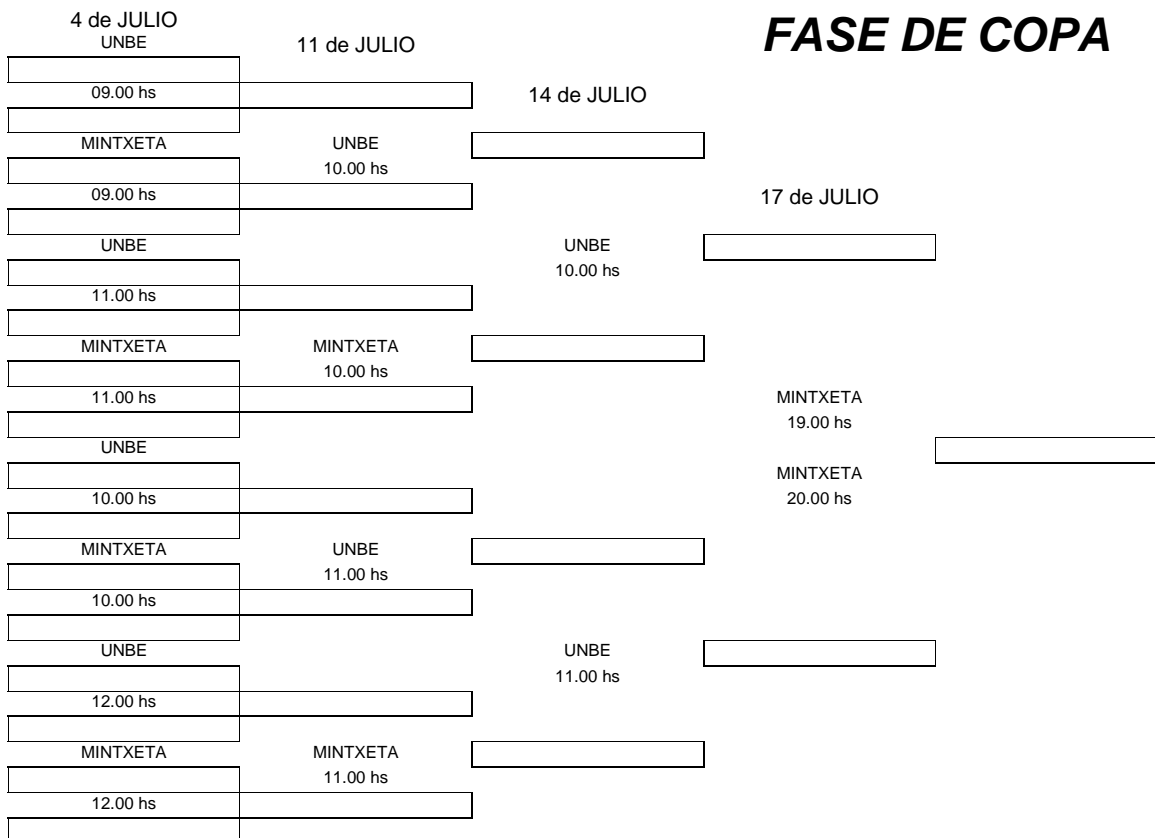 4 de JULIO
FASE DE COPA
UNBE
11 de JULIO
09.00 hs
14 de JULIO
MINTXETA
UNBE
10.00 hs
09.00 hs
17 de JULIO
UNBE
UNBE
10.00 hs
11.00 hs
MINTXETA
MINTXETA
10.00 hs
11.00 hs
MINTXETA
19.00 hs
UNBE
MINTXETA
10.00 hs
20.00 hs
MINTXETA
UNBE
11.00 hs
10.00 hs
UNBE
UNBE
11.00 hs
12.00 hs
MINTXETA
MINTXETA
11.00 hs
12.00 hs